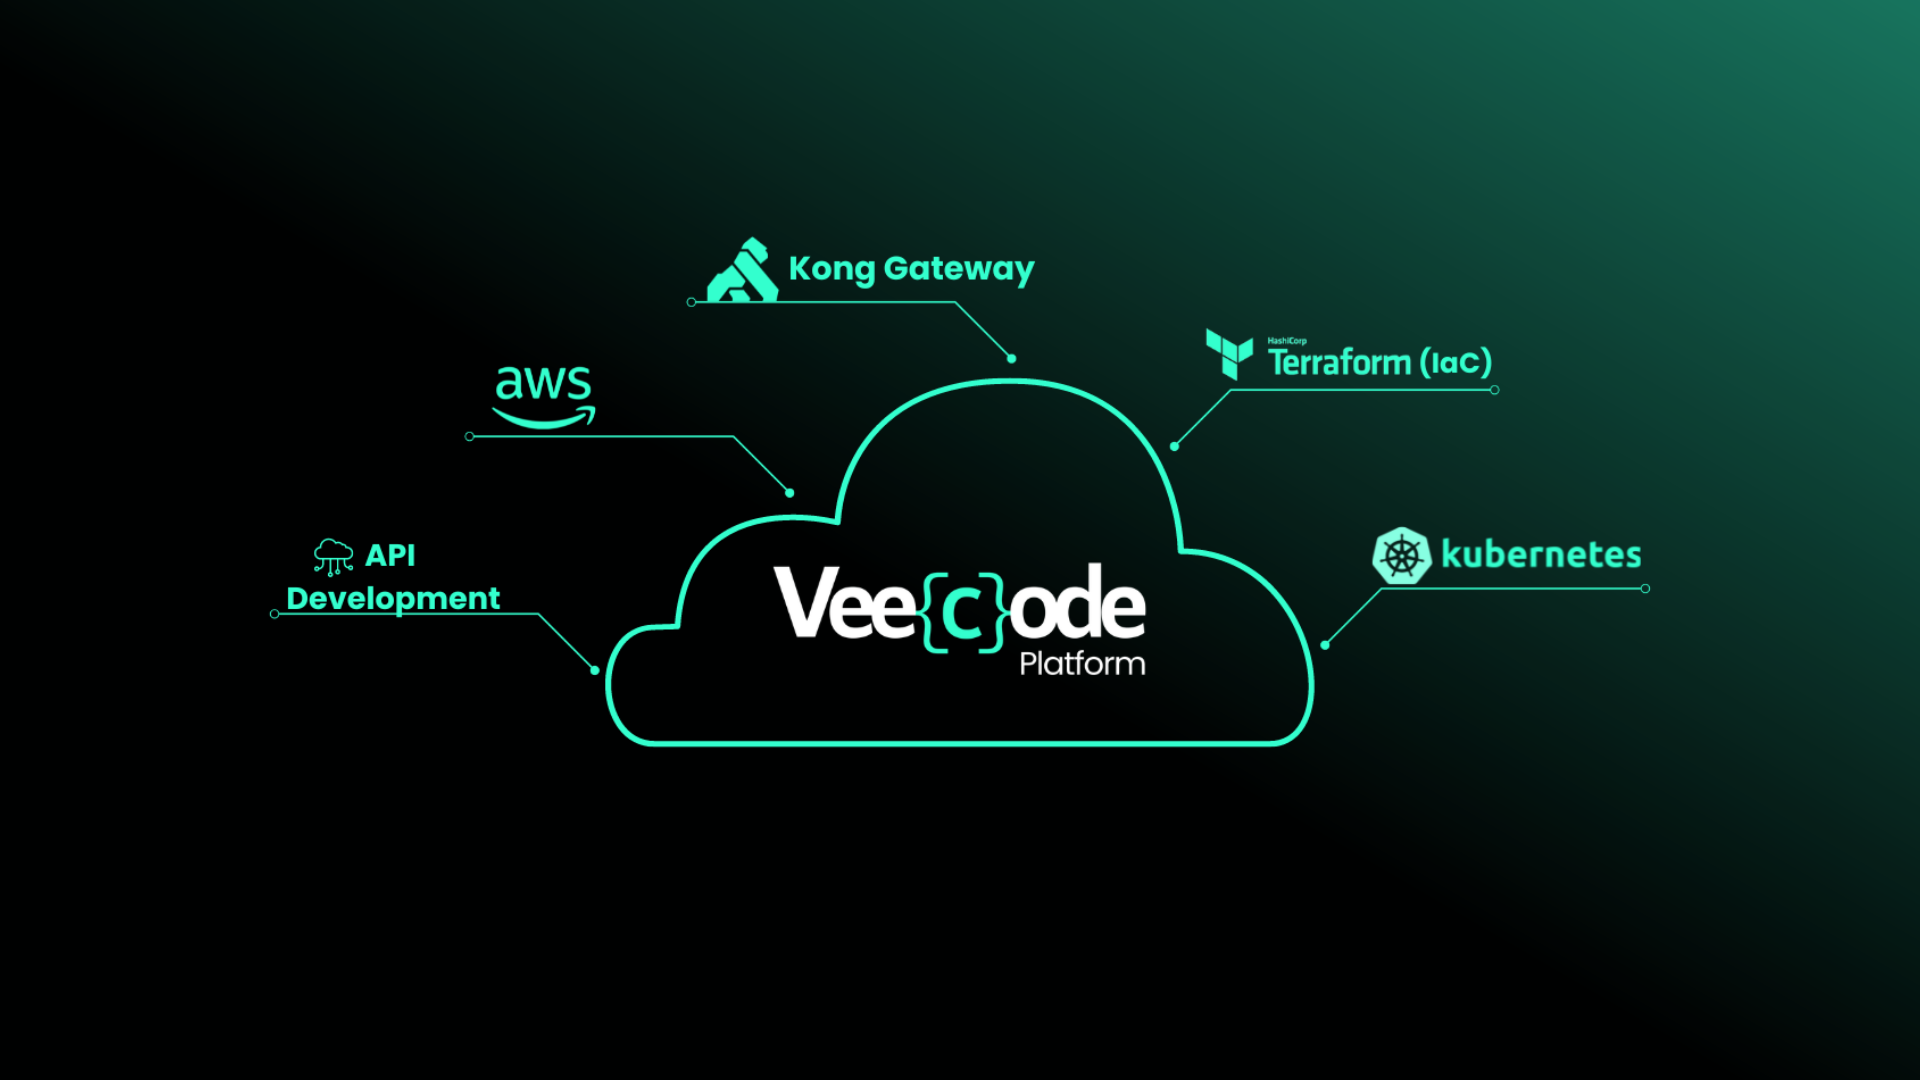 Kong Gateway
HashiCorp
Terraform (IaC)
aws
API
Development
kubernetes
Vee{c}ode
Platform